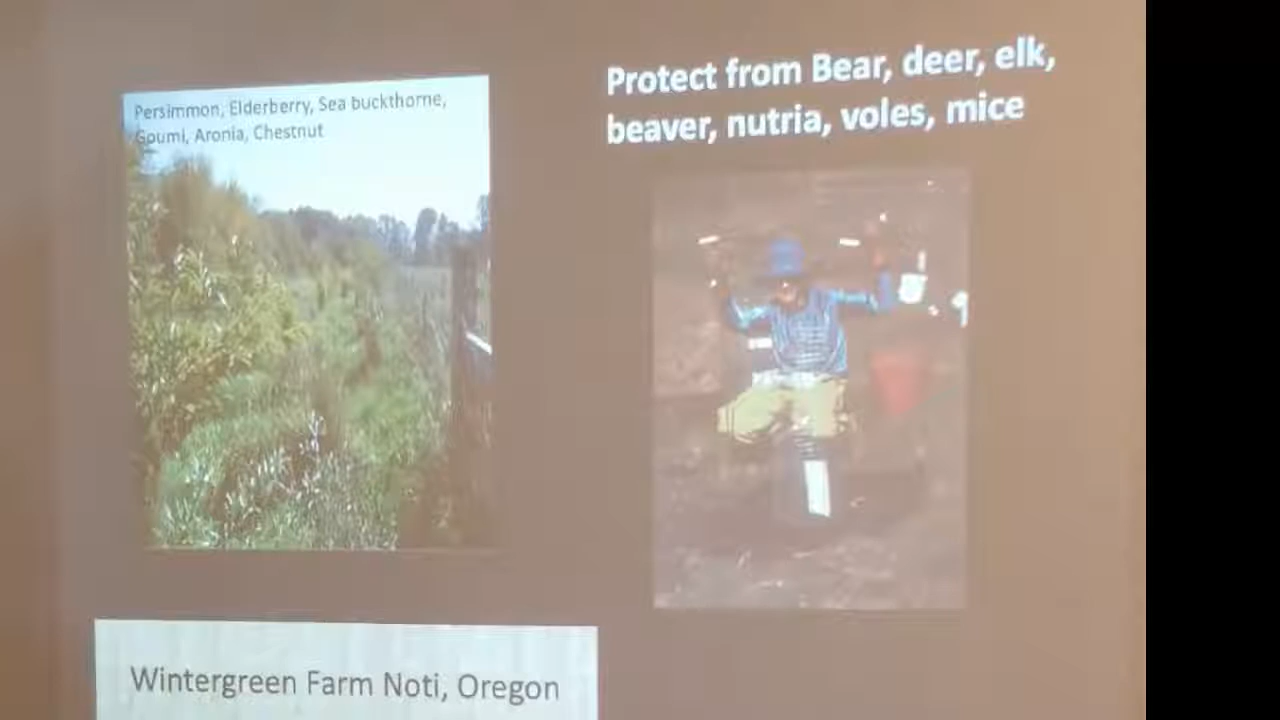 Persimmon, Elderberry, Sea buckthorne,
Goumi, Aronia, Chestnut
Protect from Bear, deer, elk,
beaver, nutria, voles, mice
Wintergreen Farm Noti, Oregon